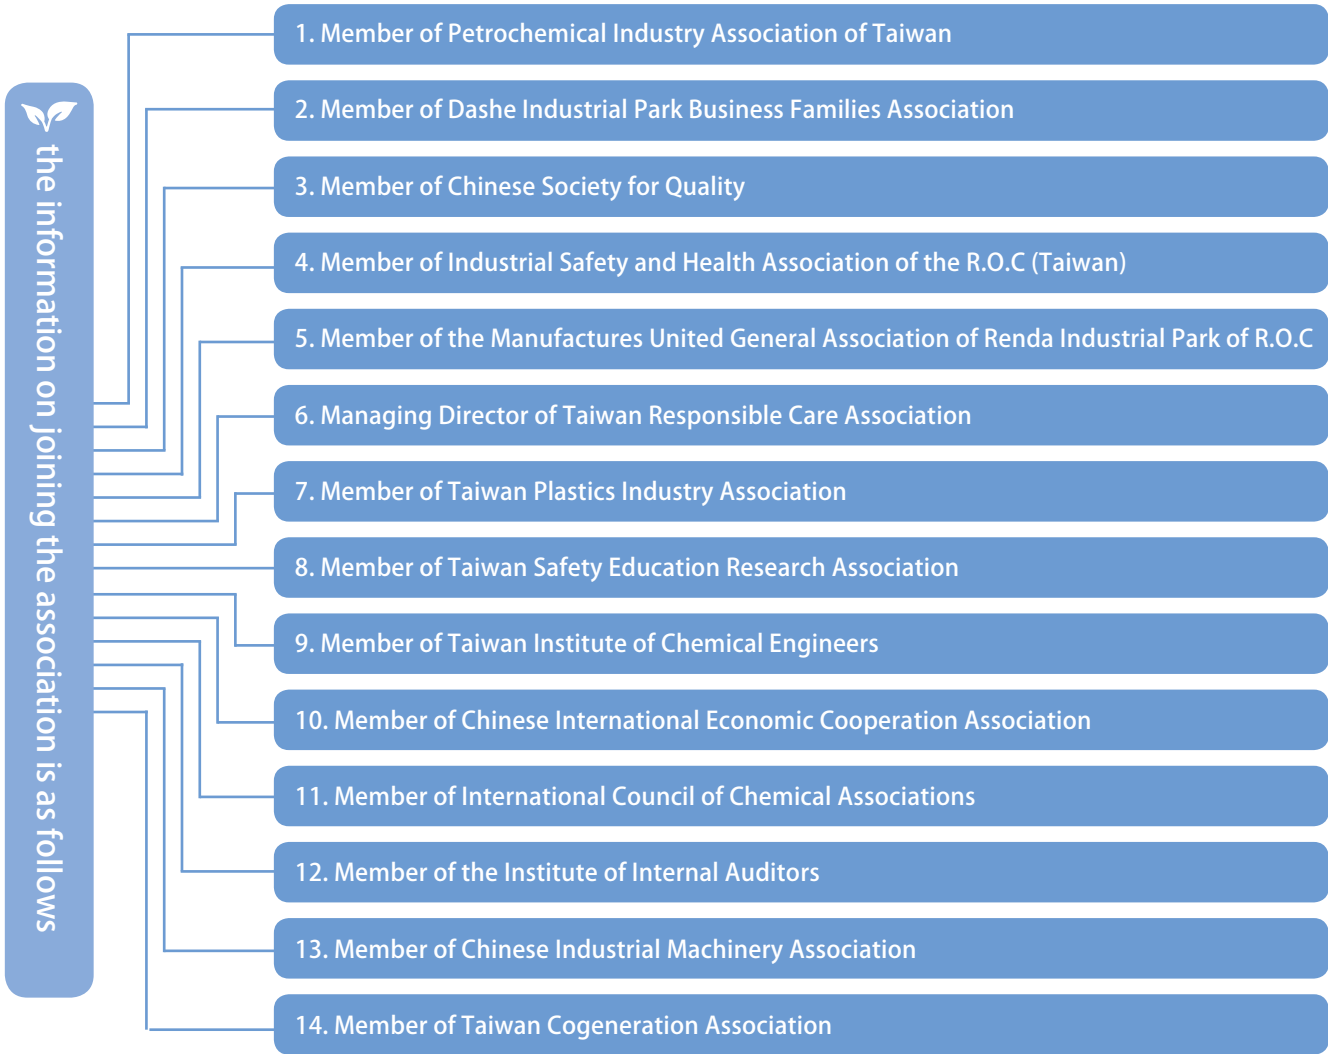 the information on joining the association is as follows
1. Member of Petrochemical Industry Association of Taiwan
2. Member of Dashe Industrial Park Business Families Association
3. Member of Chinese Society for Quality
4. Member of Industrial Safety and Health Association of the R.O.C (Taiwan)
5. Member of the Manufactures United General Association of Renda Industrial Park of R.O.C
6. Managing Director of Taiwan Responsible Care Association
7. Member of Taiwan Plastics Industry Association
8. Member of Taiwan Safety Education Research Association
9. Member of Taiwan Institute of Chemical Engineers
10. Member of Chinese International Economic Cooperation Association
11. Member of International Council of Chemical Associations
12. Member of the Institute of Internal Auditors
13. Member of Chinese Industrial Machinery Association
14. Member of Taiwan Cogeneration Association